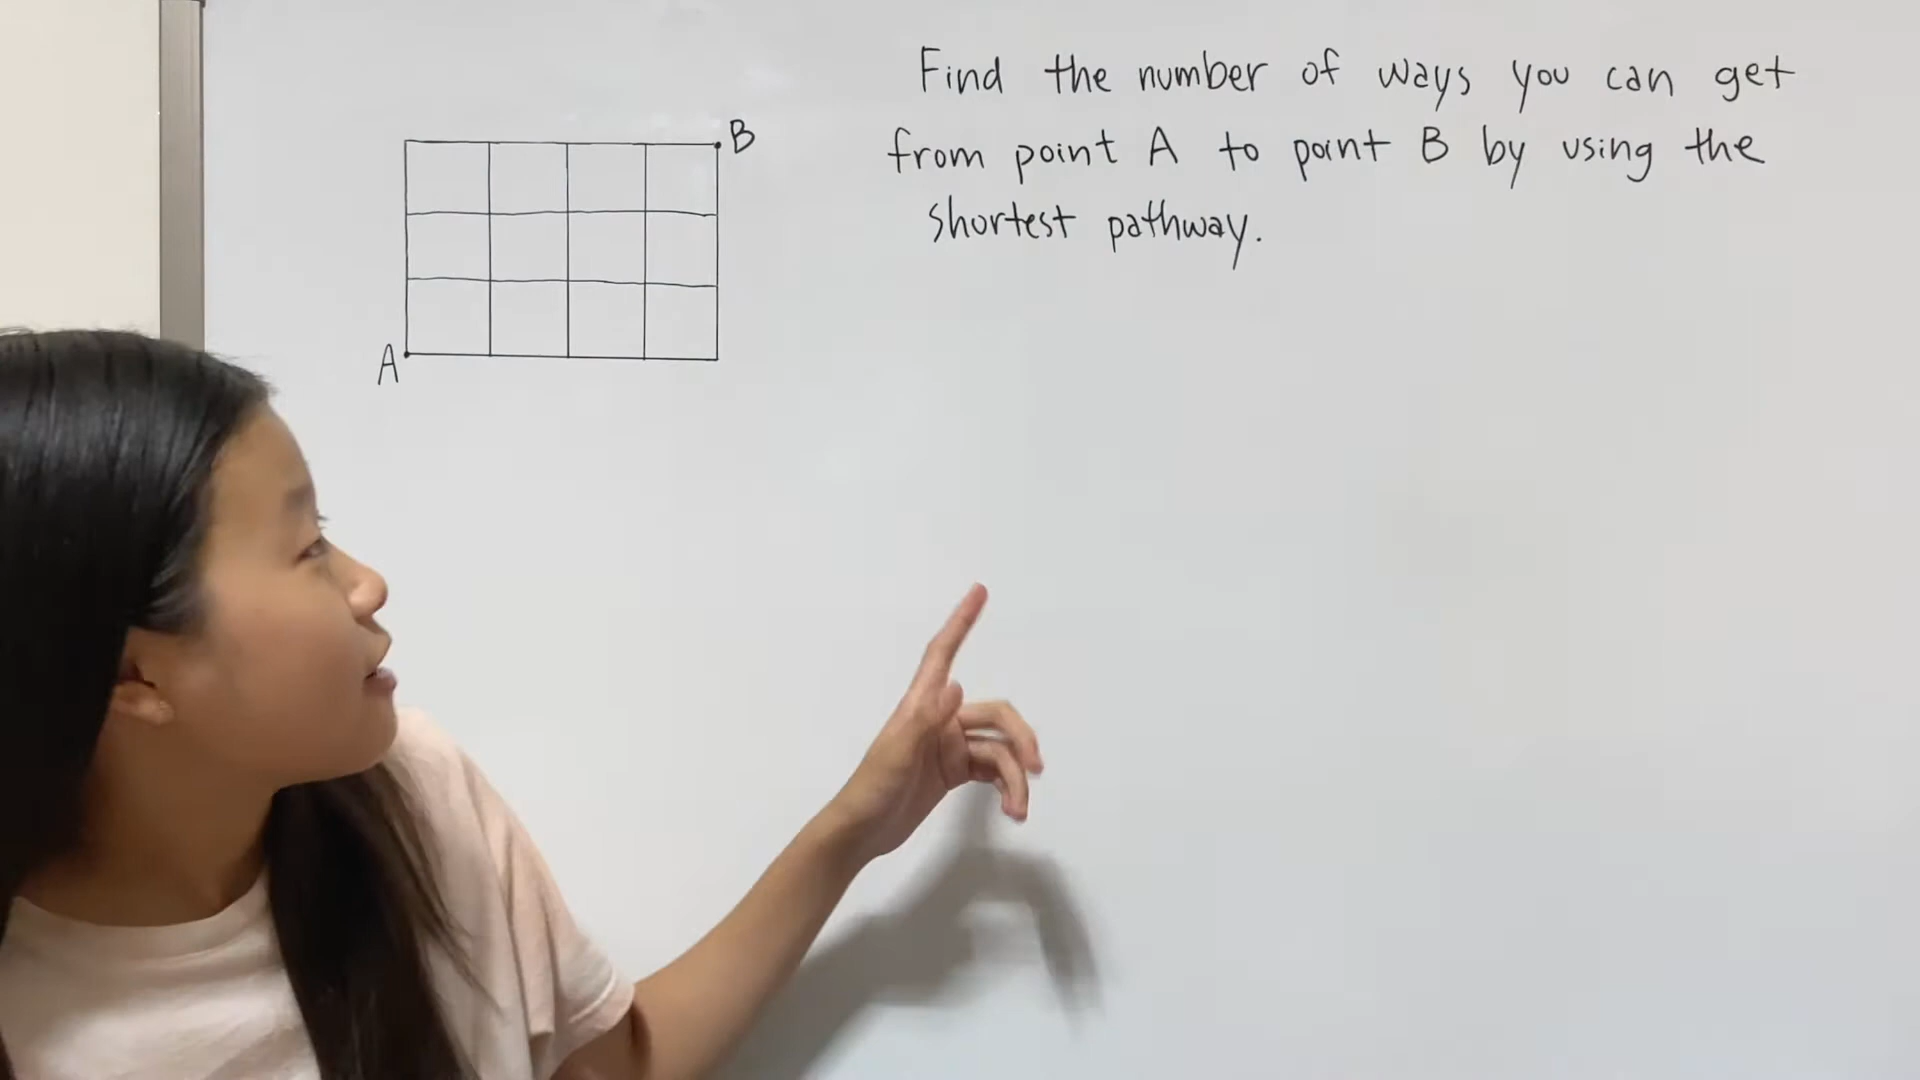 Find the number of ways you can get
from point A to point B by using the
shortest pathway.
B
A